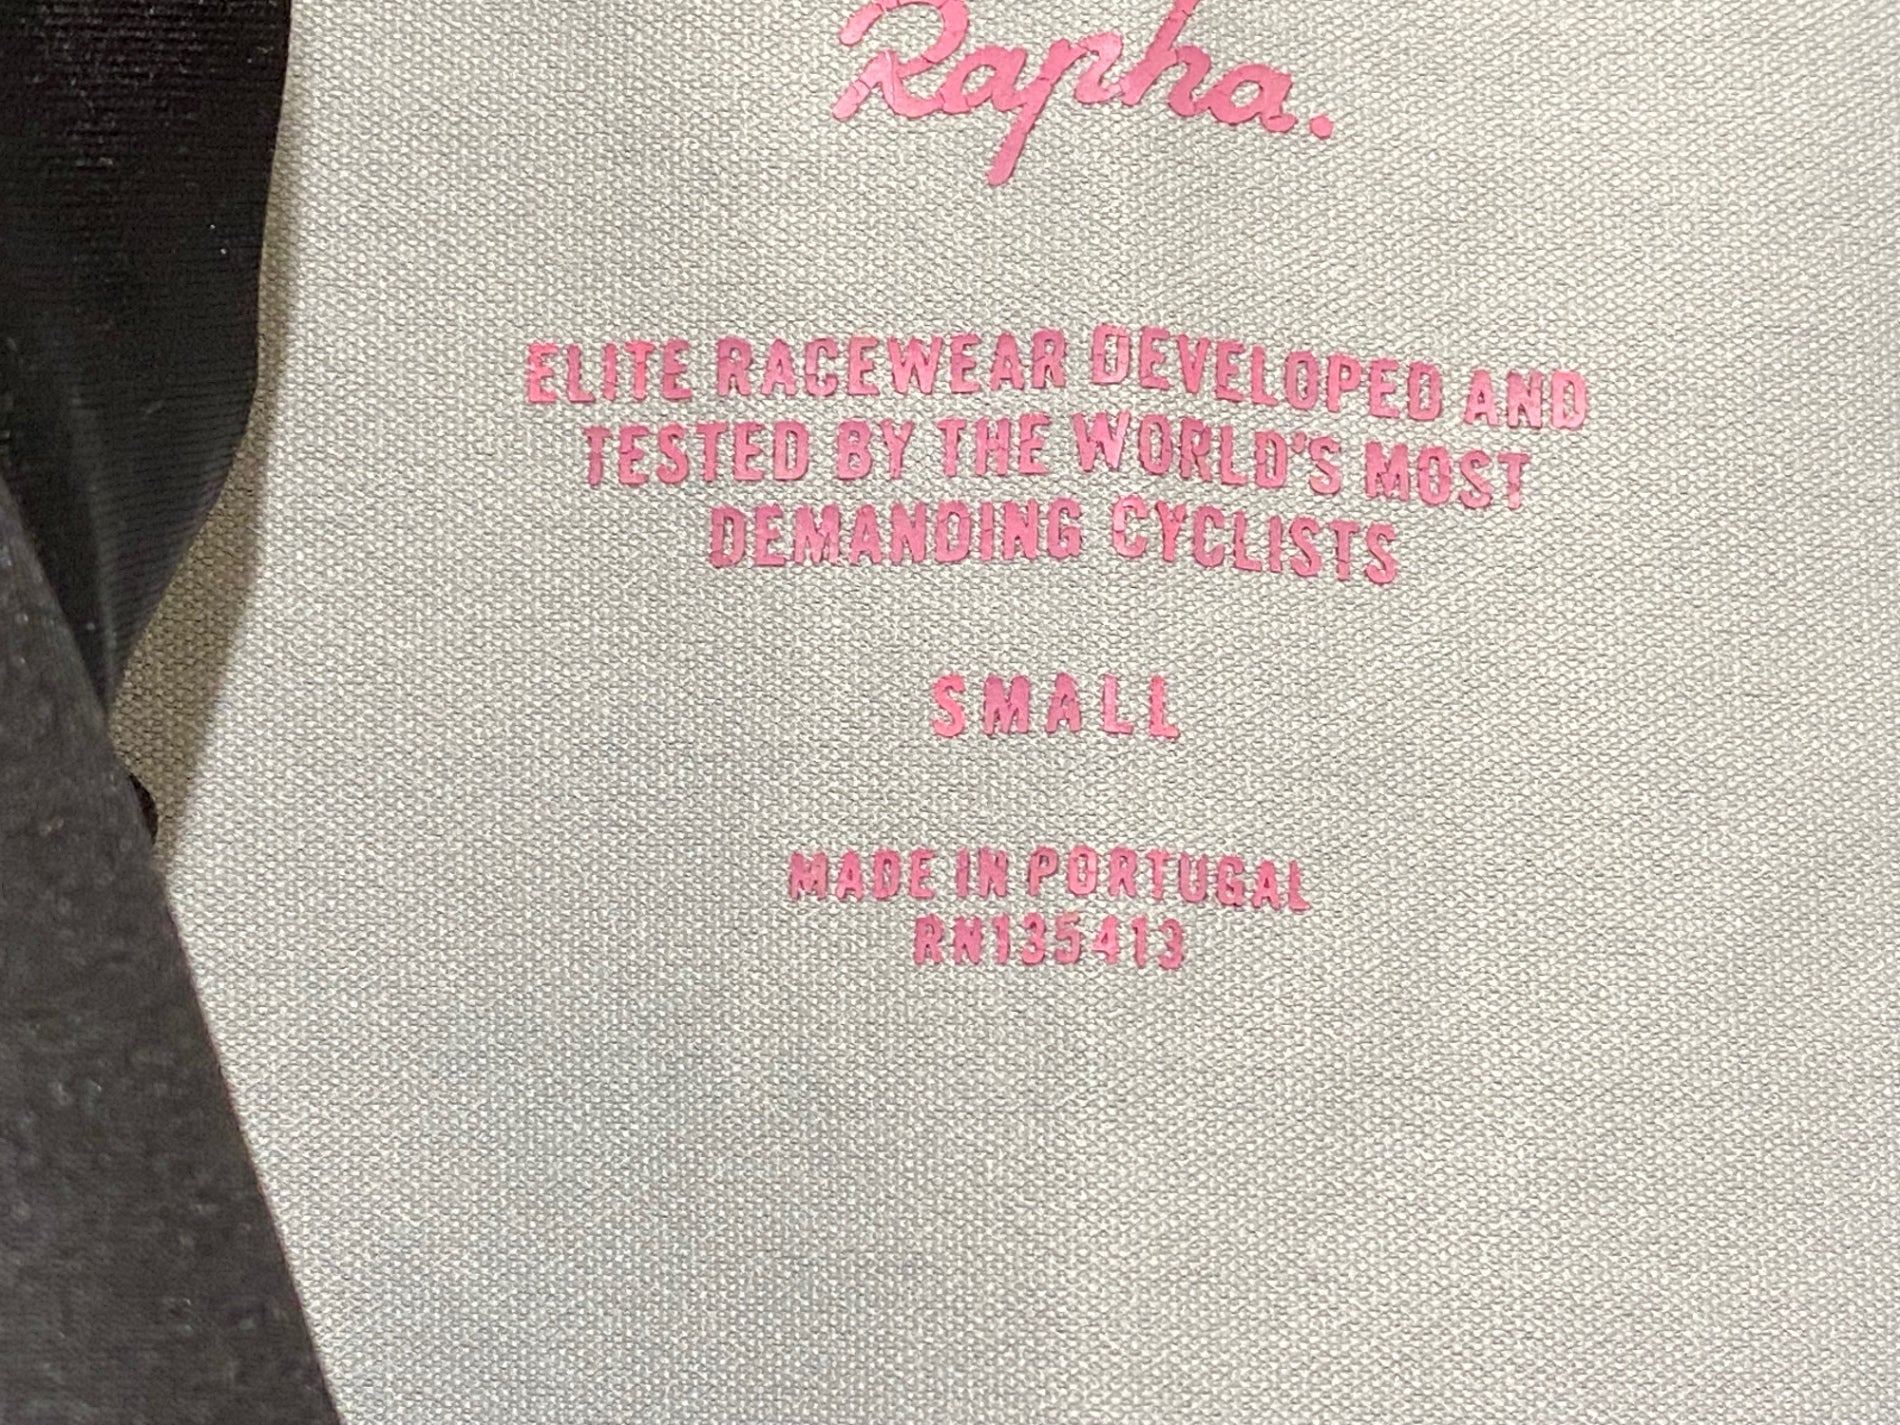 Rapha.
ELITE RACEWEAR DEVELOPED AND
TESTED BY THE WORLD'S MOST
DEMANDING CYCLISTS
SMALL
MADE IN PORTUGAL
RN135413